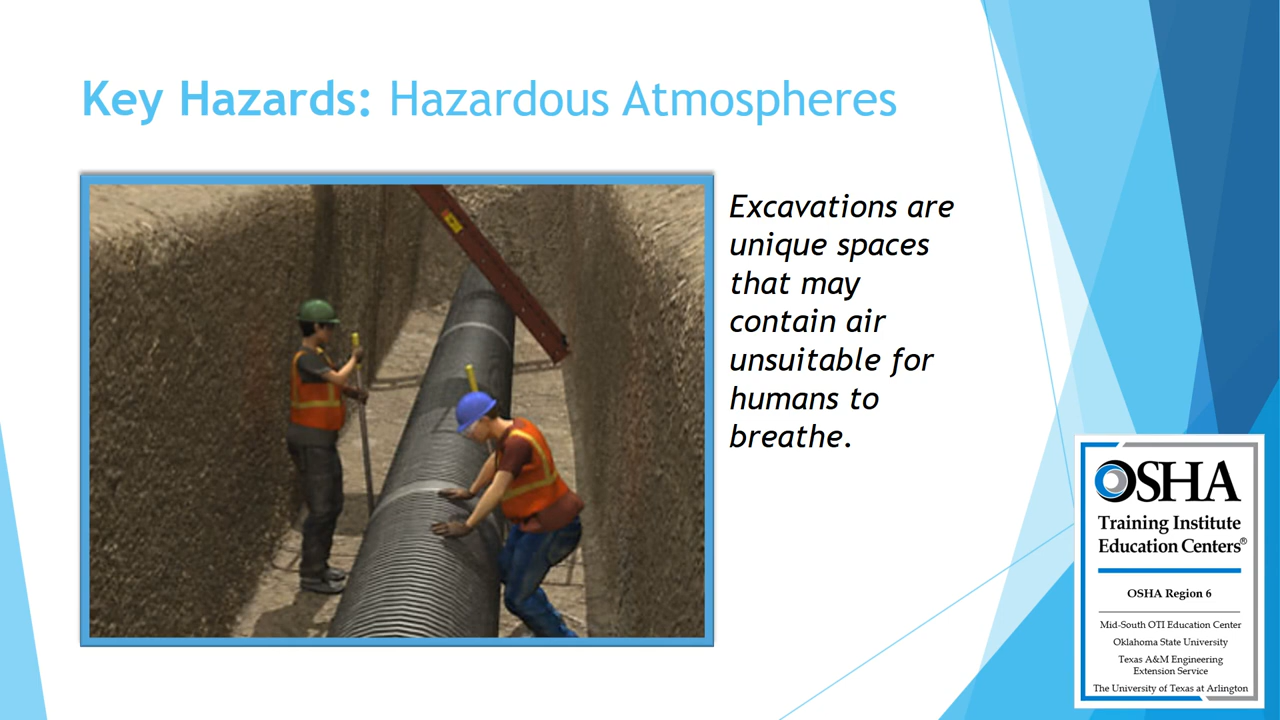 Key Hazards: Hazardous Atmospheres
Excavations are
unique spaces
that may
contain air
unsuitable for
humans to
breathe.
OSHA
Training Institute
Education Centers®
OSHA Region 6
Mid-South OTI Education Center
Oklahoma State University
Texas A&M Engineering
Extension Service
The University of Texas at Arlington